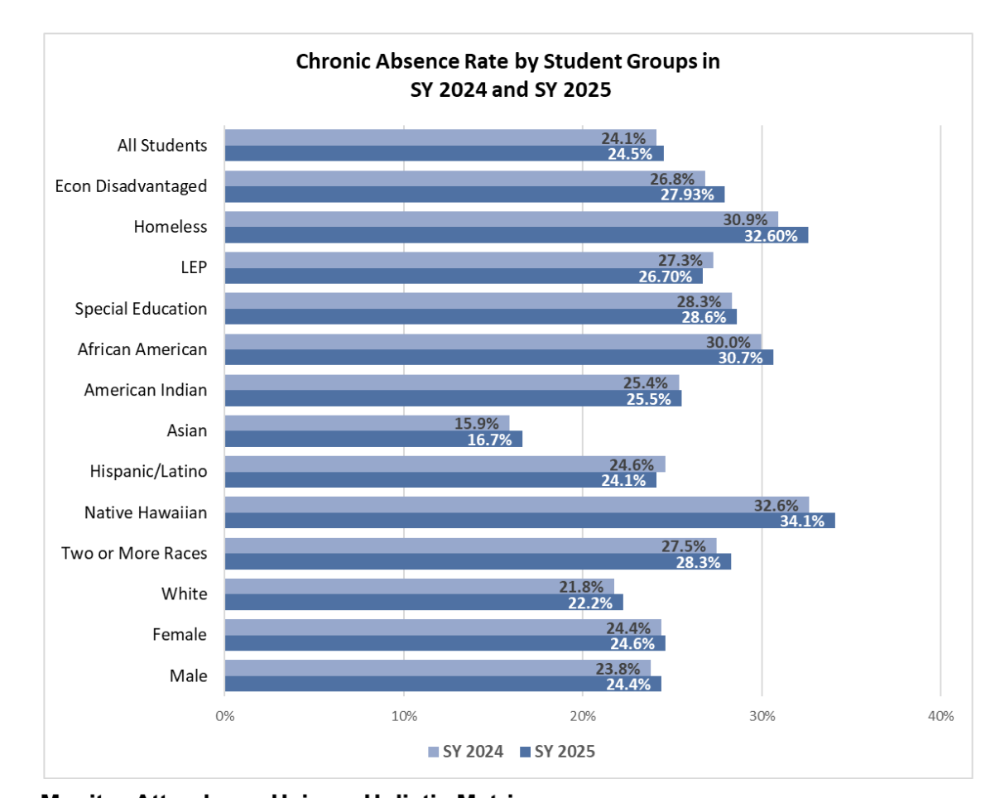 Chronic Absence Rate by Student Groups in
SY 2024 and SY 2025
All Students
24.1%
24.5%
Econ Disadvantaged
26.8%
27.93%
Homeless
30.9%
32.60%
LEP
27.3%
26.70%
Special Education
28.3%
28.6%
African American
30.0%
30.7%
American Indian
25.4%
25.5%
Asian
15.9%
16.7%
Hispanic/Latino
24.6%
24.1%
Native Hawaiian
32.6%
34.1%
Two or More Races
27.5%
28.3%
White
21.8%
22.2%
Female
24.4%
24.6%
Male
23.8%
24.4%
0% 10% 20% 30% 40%
SY 2024 SY 2025